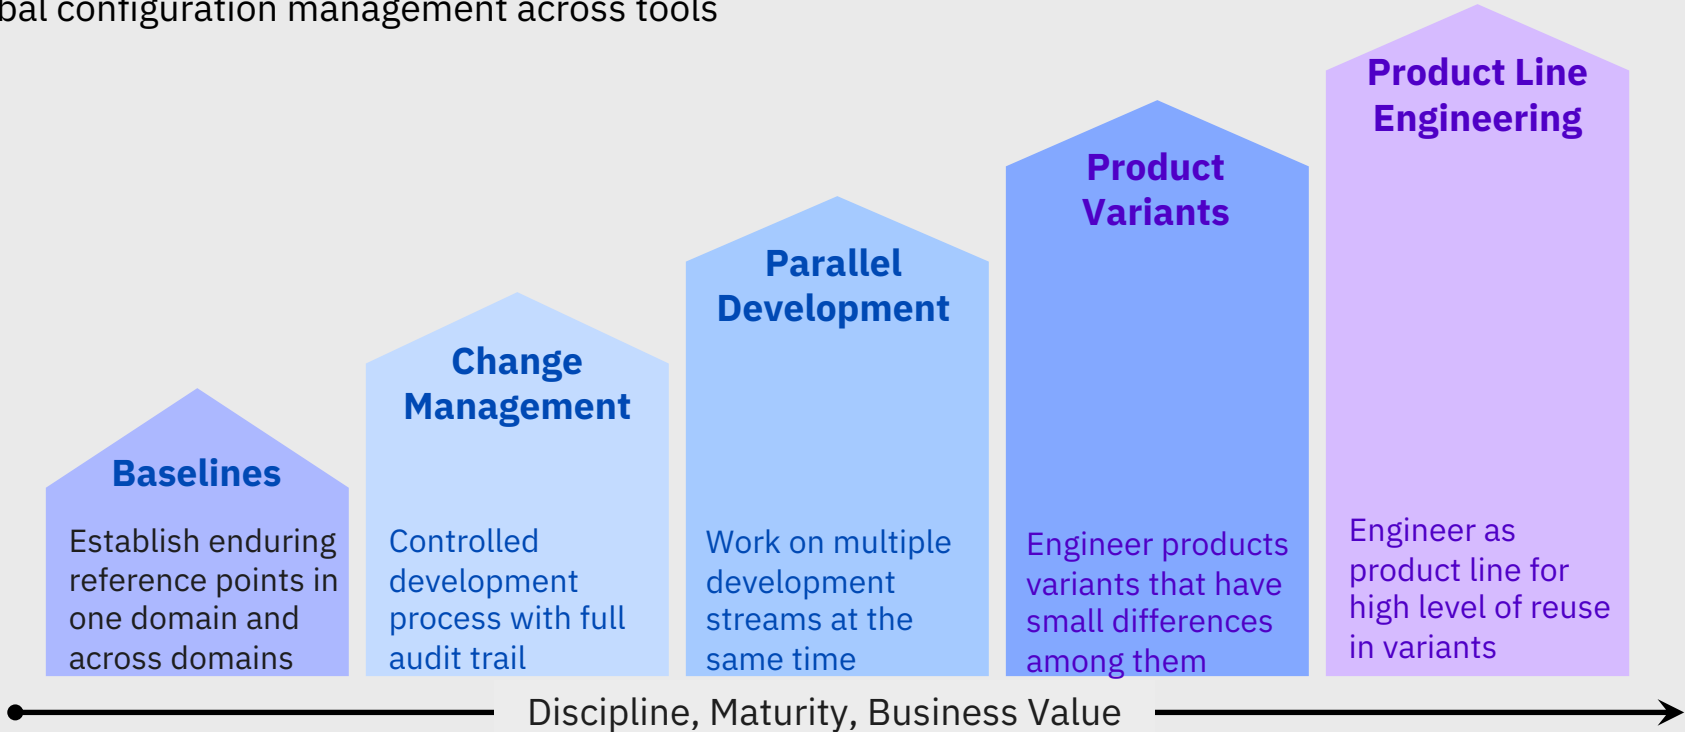 bal configuration management across tools
Baselines
Establish enduring
reference points in
one domain and
across domains
Change
Management
Controlled
development
process with full
audit trail
Parallel
Development
Work on multiple
development
streams at the
same time
Product
Variants
Engineer products
variants that have
small differences
among them
Product Line
Engineering
Engineer as
product line for
high level of reuse
in variants
Discipline, Maturity, Business Value